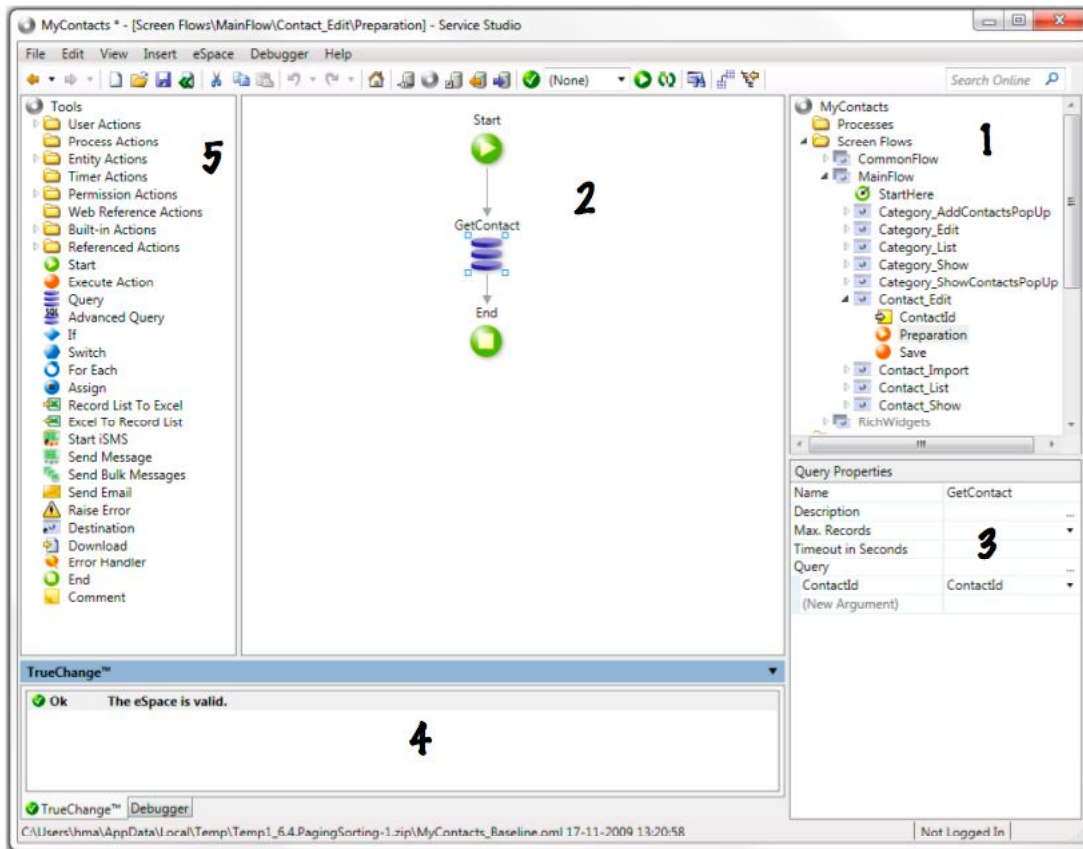 MyContacts * - [Screen Flows\MainFlow\Contact_Edit\Preparation] - Service Studio
File Edit View Insert eSpace Debugger Help
(None)
Search Online
Tools
User Actions
Process Actions
Entity Actions
Timer Actions
Permission Actions
Web Reference Actions
Built-in Actions
Referenced Actions
Start
Execute Action
Query
SQL
Advanced Query
If
Switch
For Each
Assign
Record List To Excel
Excel To Record List
Start iSMS
Send Message
Send Bulk Messages
Send Email
Raise Error
Destination
Download
Error Handler
End
Comment
5
Start
GetContact
End
2
MyContacts
Processes
Screen Flows
CommonFlow
MainFlow
StartHere
Category_AddContactsPopUp
Category_Edit
Category_List
Category_Show
Category_ShowContactsPopUp
Contact_Edit
ContactId
Preparation
Save
Contact_Import
Contact_List
Contact_Show
RichWidgets
1
Query Properties
Name GetContact
Description ...
Max. Records
Timeout in Seconds
Query ...
ContactId ContactId
(New Argument)
3
TrueChange™
Ok The eSpace is valid.
4
TrueChange™ Debugger
C:\Users\hma\AppData\Local\Temp\Temp1_6.4.PagingSorting-1.zip\MyContacts_Baseline.oml 17-11-2009 13:20:58 Not Logged In